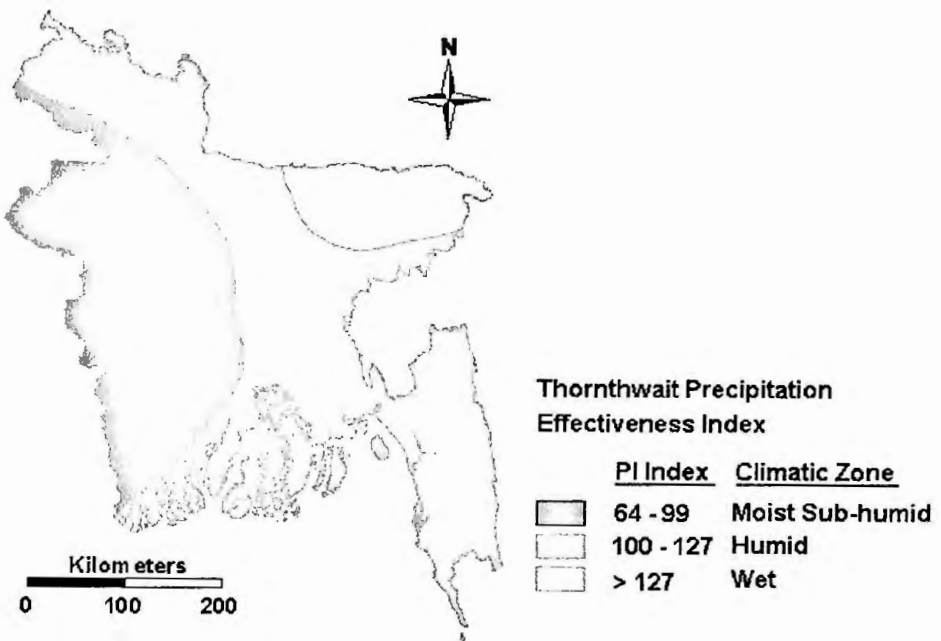 N
Thornthwait Precipitation
Effectiveness Index
PI Index Climatic Zone
64 - 99 Moist Sub-humid
100 - 127 Humid
> 127 Wet
Kilometers
0 100 200